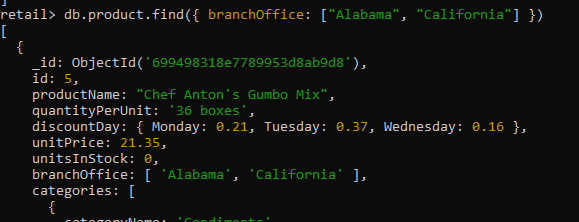 ]
retail> db.product.find({ branchOffice: ["Alabama", "California"] })
[
  {
    _id: ObjectId('699498318e7789953d8ab9d8'),
    id: 5,
    productName: "Chef Anton's Gumbo Mix",
    quantityPerUnit: '36 boxes',
    discountDay: { Monday: 0.21, Tuesday: 0.37, Wednesday: 0.16 },
    unitPrice: 21.35,
    unitsInStock: 0,
    branchOffice: [ 'Alabama', 'California' ],
    categories: [
      {
        categoryName: 'Condiments'